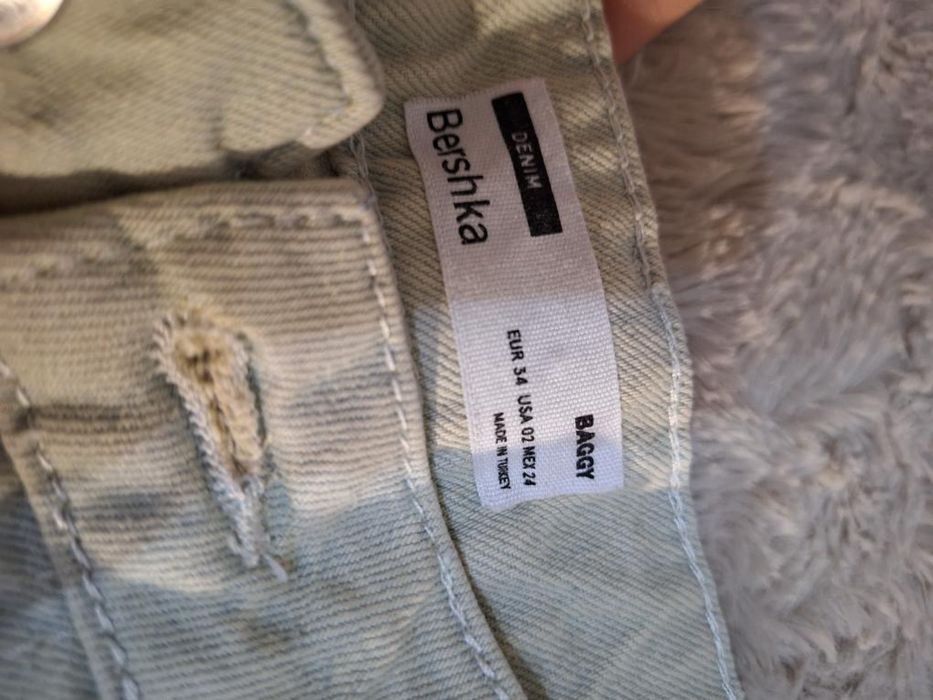 DENIM
Bershka
BAGGY
EUR 34 USA 02 MEX 24
MADE IN TURKEY